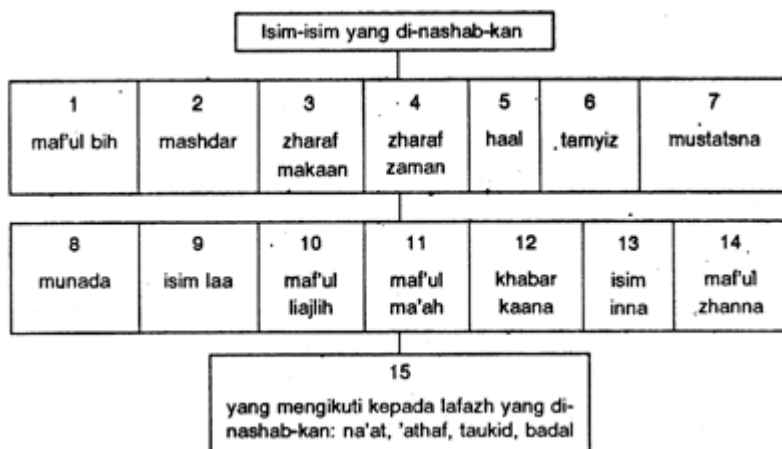 Isim-isim yang di-nashab-kan
1 2 3 4 5 6 7
maf'ul bih mashdar zharaf makaan zharaf zaman haal tamyiz mustatsna
8 9 10 11 12 13 14
munada isim laa maf'ul liajlih maf'ul ma'ah khabar kaana isim inna maf'ul zhanna
15
yang mengikuti kepada lafazh yang di-
nashab-kan: na'at, 'athaf, taukid, badal